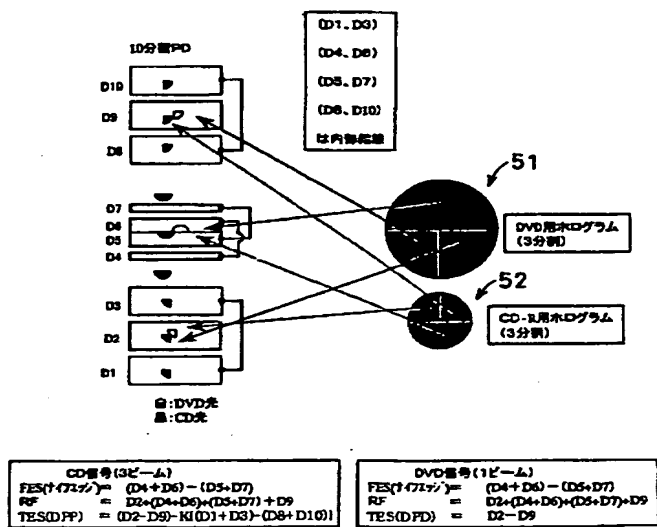 10分割PD
D10
D9
D8
D7
D6
D5
D4
D3
D2
D1
白:DVD光
黒:CD光
(D1、D3)
(D4、D6)
(D5、D7)
(D8、D10)
は内部結線
51
DVD用ホログラム
(3分割)
52
CD-R用ホログラム
(3分割)
CD信号(3ビーム)
FES(ナイフエッジ)= (D4+D6)-(D5+D7)
RF = D2+(D4+D6)+(D5+D7)+D9
TES(DPP) = (D2-D9)-K{(D1+D3)-(D8+D10)}
DVD信号(1ビーム)
FES(ナイフエッジ)= (D4+D6)-(D5+D7)
RF = D2+(D4+D6)+(D5+D7)+D9
TES(DPD)= D2-D9